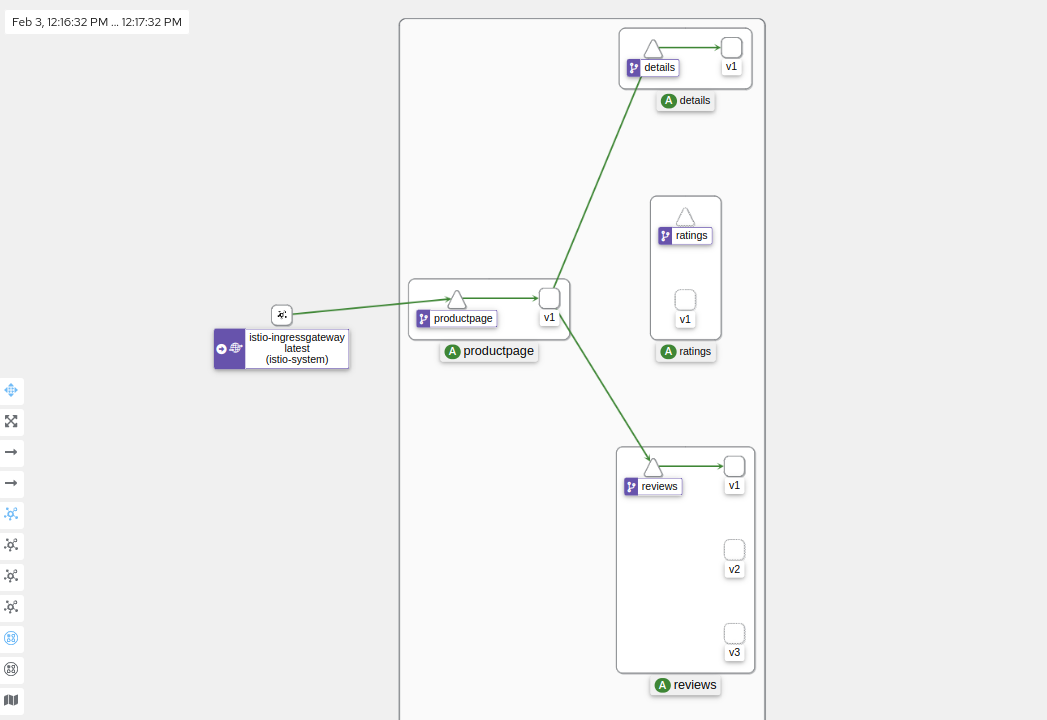 Feb 3, 12:16:32 PM ... 12:17:32 PM
details
v1
A details
ratings
v1
A ratings
productpage
v1
A productpage
istio-ingressgateway
latest
(istio-system)
reviews
v1
v2
v3
A reviews